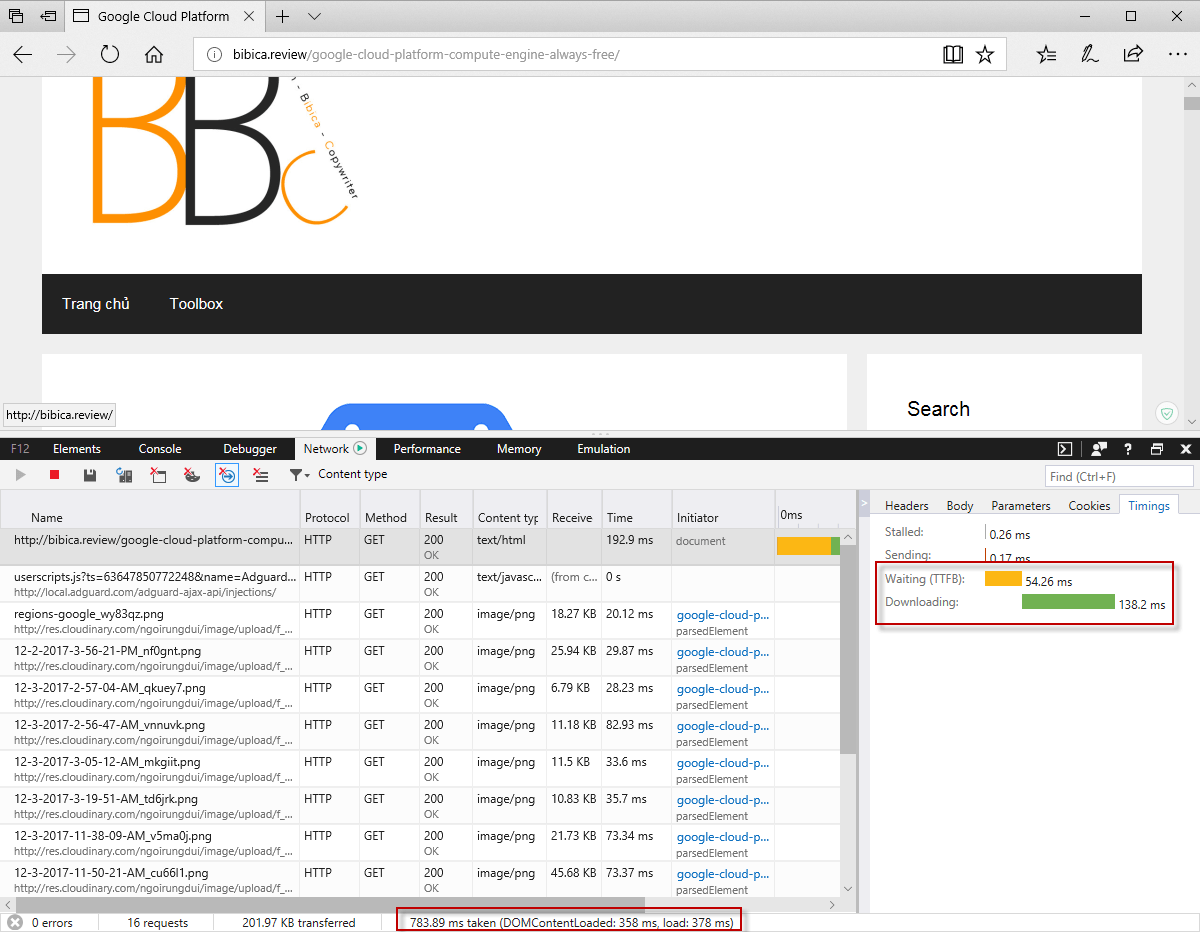 Google Cloud Platform
bibica.review/google-cloud-platform-compute-engine-always-free/
BBc
- Bibica - Copywriter
Trang chủ Toolbox
Search
http://bibica.review/
F12 Elements Console Debugger Network Performance Memory Emulation
Content type
Find (Ctrl+F)
Name Protocol Method Result Content typ Receive Time Initiator 0ms
http://bibica.review/google-cloud-platform-compu... HTTP GET 200 text/html 192.9 ms document
OK
userscripts.js?ts=63647850772248&name=Adguard... HTTP GET 200 text/javasc... (from c... 0 s
http://local.adguard.com/adguard-ajax-api/injections/ OK
regions-google_wy83qz.png HTTP GET 200 image/png 18.27 KB 20.12 ms google-cloud-p...
http://res.cloudinary.com/ngoirungdui/image/upload/f_... OK parsedElement
12-2-2017-3-56-21-PM_nf0gnt.png HTTP GET 200 image/png 25.94 KB 29.87 ms google-cloud-p...
http://res.cloudinary.com/ngoirungdui/image/upload/f_... OK parsedElement
12-3-2017-2-57-04-AM_qkuey7.png HTTP GET 200 image/png 6.79 KB 28.23 ms google-cloud-p...
http://res.cloudinary.com/ngoirungdui/image/upload/f_... OK parsedElement
12-3-2017-2-56-47-AM_vnnuvk.png HTTP GET 200 image/png 11.18 KB 82.93 ms google-cloud-p...
http://res.cloudinary.com/ngoirungdui/image/upload/f_... OK parsedElement
12-3-2017-3-05-12-AM_mkgiit.png HTTP GET 200 image/png 11.5 KB 33.6 ms google-cloud-p...
http://res.cloudinary.com/ngoirungdui/image/upload/f_... OK parsedElement
12-3-2017-3-19-51-AM_td6jrk.png HTTP GET 200 image/png 10.83 KB 35.7 ms google-cloud-p...
http://res.cloudinary.com/ngoirungdui/image/upload/f_... OK parsedElement
12-3-2017-11-38-09-AM_v5ma0j.png HTTP GET 200 image/png 21.73 KB 73.34 ms google-cloud-p...
http://res.cloudinary.com/ngoirungdui/image/upload/f_... OK parsedElement
12-3-2017-11-50-21-AM_cu66l1.png HTTP GET 200 image/png 45.68 KB 73.37 ms google-cloud-p...
http://res.cloudinary.com/ngoirungdui/image/upload/f_... OK parsedElement
Headers Body Parameters Cookies Timings
Stalled: 0.26 ms
Sending: 0.17 ms
Waiting (TTFB): 54.26 ms
Downloading: 138.2 ms
0 errors 16 requests 201.97 KB transferred 783.89 ms taken (DOMContentLoaded: 358 ms, load: 378 ms)